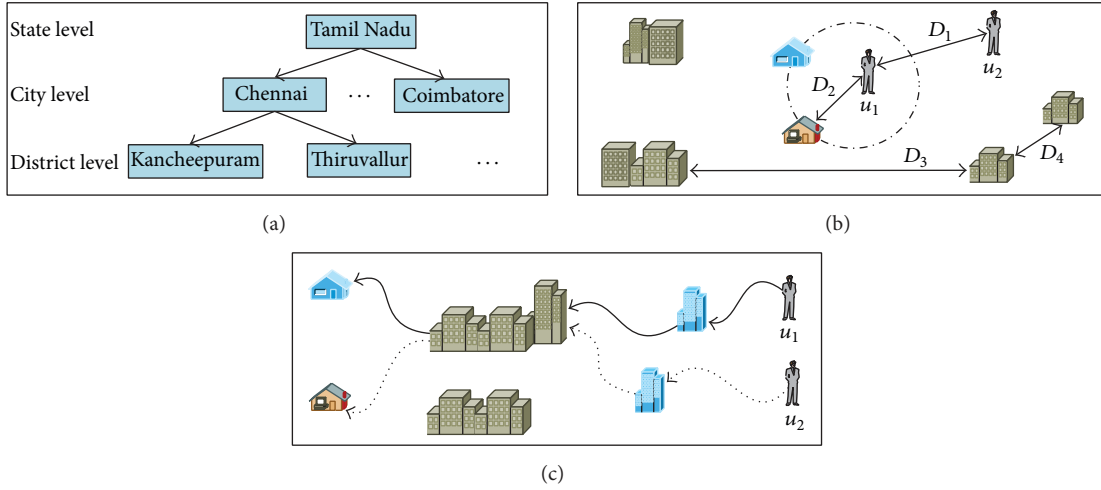 State level
Tamil Nadu
City level
Chennai
...
Coimbatore
District level
Kancheepuram
Thiruvallur
...
(a)
D1
u2
D2
u1
D3
D4
(b)
u1
u2
(c)